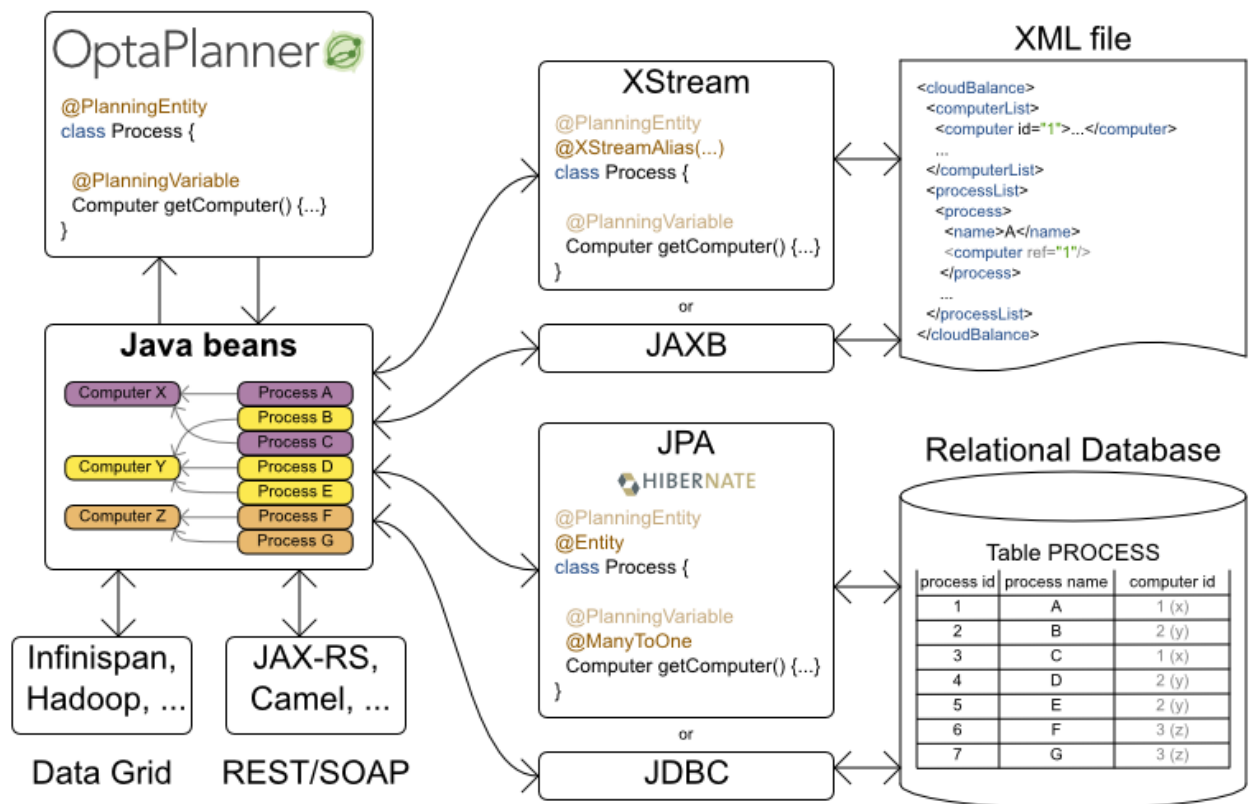 OptaPlanner
@PlanningEntity
class Process {
@PlanningVariable
Computer getComputer() {...}
}
Java beans
Computer X
Process A
Process B
Process C
Computer Y
Process D
Process E
Computer Z
Process F
Process G
Infinispan,
Hadoop, ...
Data Grid
JAX-RS,
Camel, ...
REST/SOAP
XStream
@PlanningEntity
@XStreamAlias(...)
class Process {
@PlanningVariable
Computer getComputer() {...}
}
or
JAXB
XML file
<cloudBalance>
<computerList>
<computer id="1">...</computer>
...
</computerList>
<processList>
<process>
<name>A</name>
<computer ref="1"/>
</process>
...
</processList>
</cloudBalance>
JPA
HIBERNATE
@PlanningEntity
@Entity
class Process {
@PlanningVariable
@ManyToOne
Computer getComputer() {...}
}
or
JDBC
Relational Database
Table PROCESS
process id process name computer id
1 A 1 (x)
2 B 2 (y)
3 C 1 (x)
4 D 2 (y)
5 E 2 (y)
6 F 3 (z)
7 G 3 (z)